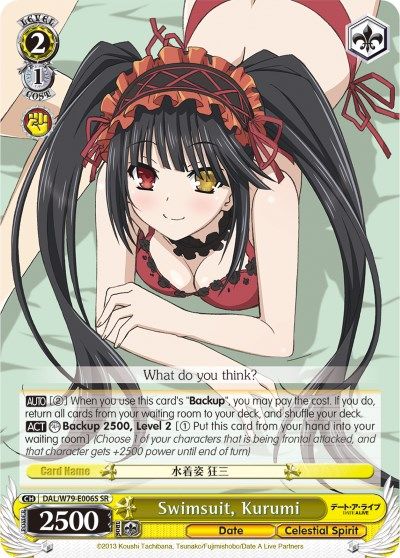 LEVEL
2
1
COST
What do you think?
AUTO [②] When you use this card's "Backup", you may pay the cost. If you do,
return all cards from your waiting room to your deck, and shuffle your deck.
ACT Backup 2500, Level 2 [① Put this card from your hand into your
waiting room] (Choose 1 of your characters that is being frontal attacked, and
that character gets +2500 power until end of turn)
Card Name
水着姿 狂三
CH DAL/W79-E006S SR
Swimsuit, Kurumi
デート・ア・ライブ
DATE A LIVE
POWER
2500
SOUL
Date
Celestial Spirit
©2013 Koushi Tachibana, Tsunako/Fujimishobo/Date A Live Partners